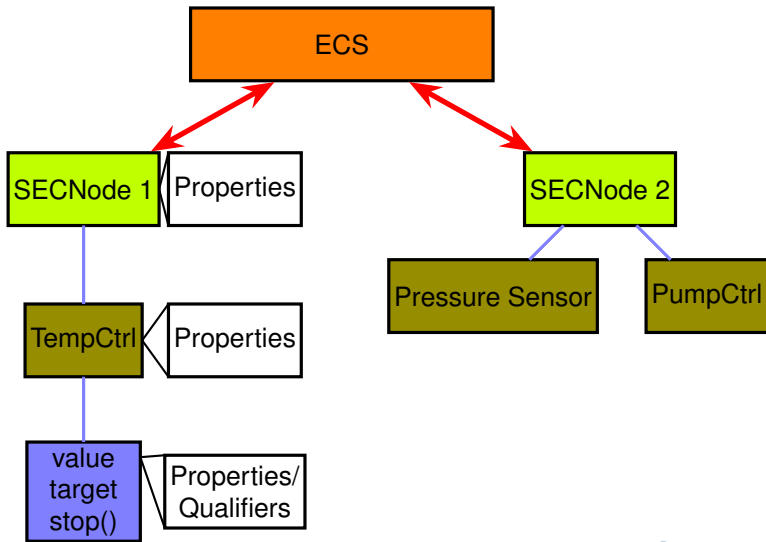 ECS
SECNode 1
Properties
SECNode 2
Pressure Sensor
PumpCtrl
TempCtrl
Properties
value
target
stop()
Properties/
Qualifiers